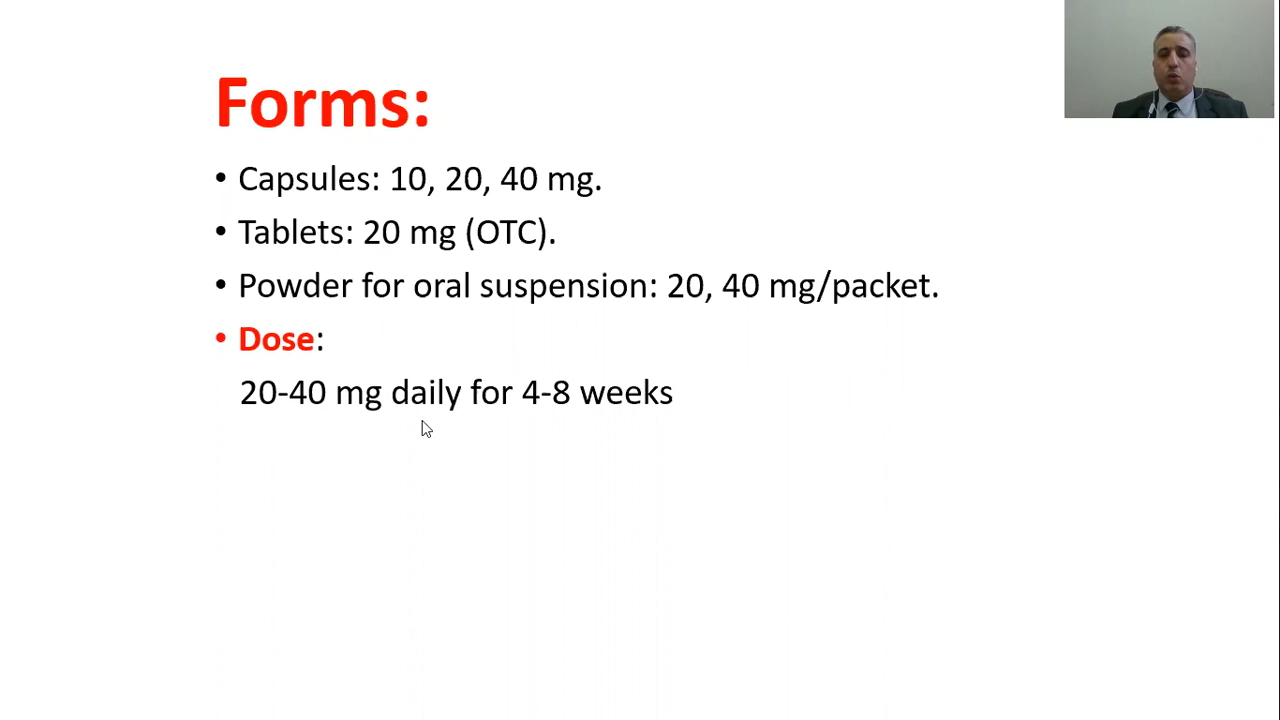 Forms:
• Capsules: 10, 20, 40 mg.
• Tablets: 20 mg (OTC).
• Powder for oral suspension: 20, 40 mg/packet.
• Dose:
20-40 mg daily for 4-8 weeks